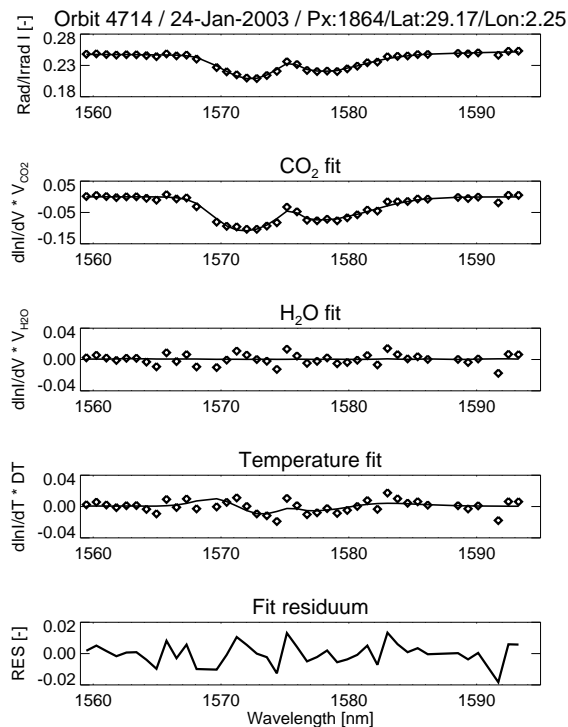 Orbit 4714 / 24-Jan-2003 / Px:1864/Lat:29.17/Lon:2.25
Rad/Irrad I [-]
0.28
0.23
0.18
1560 1570 1580 1590
CO2 fit
dlnI/dV * VCO2
0.05
-0.05
-0.15
1560 1570 1580 1590
H2O fit
dlnI/dV * VH2O
0.04
0.00
-0.04
1560 1570 1580 1590
Temperature fit
dlnI/dT * DT
0.04
0.00
-0.04
1560 1570 1580 1590
Fit residuum
RES [-]
0.02
0.00
-0.02
1560 1570 1580 1590
Wavelength [nm]